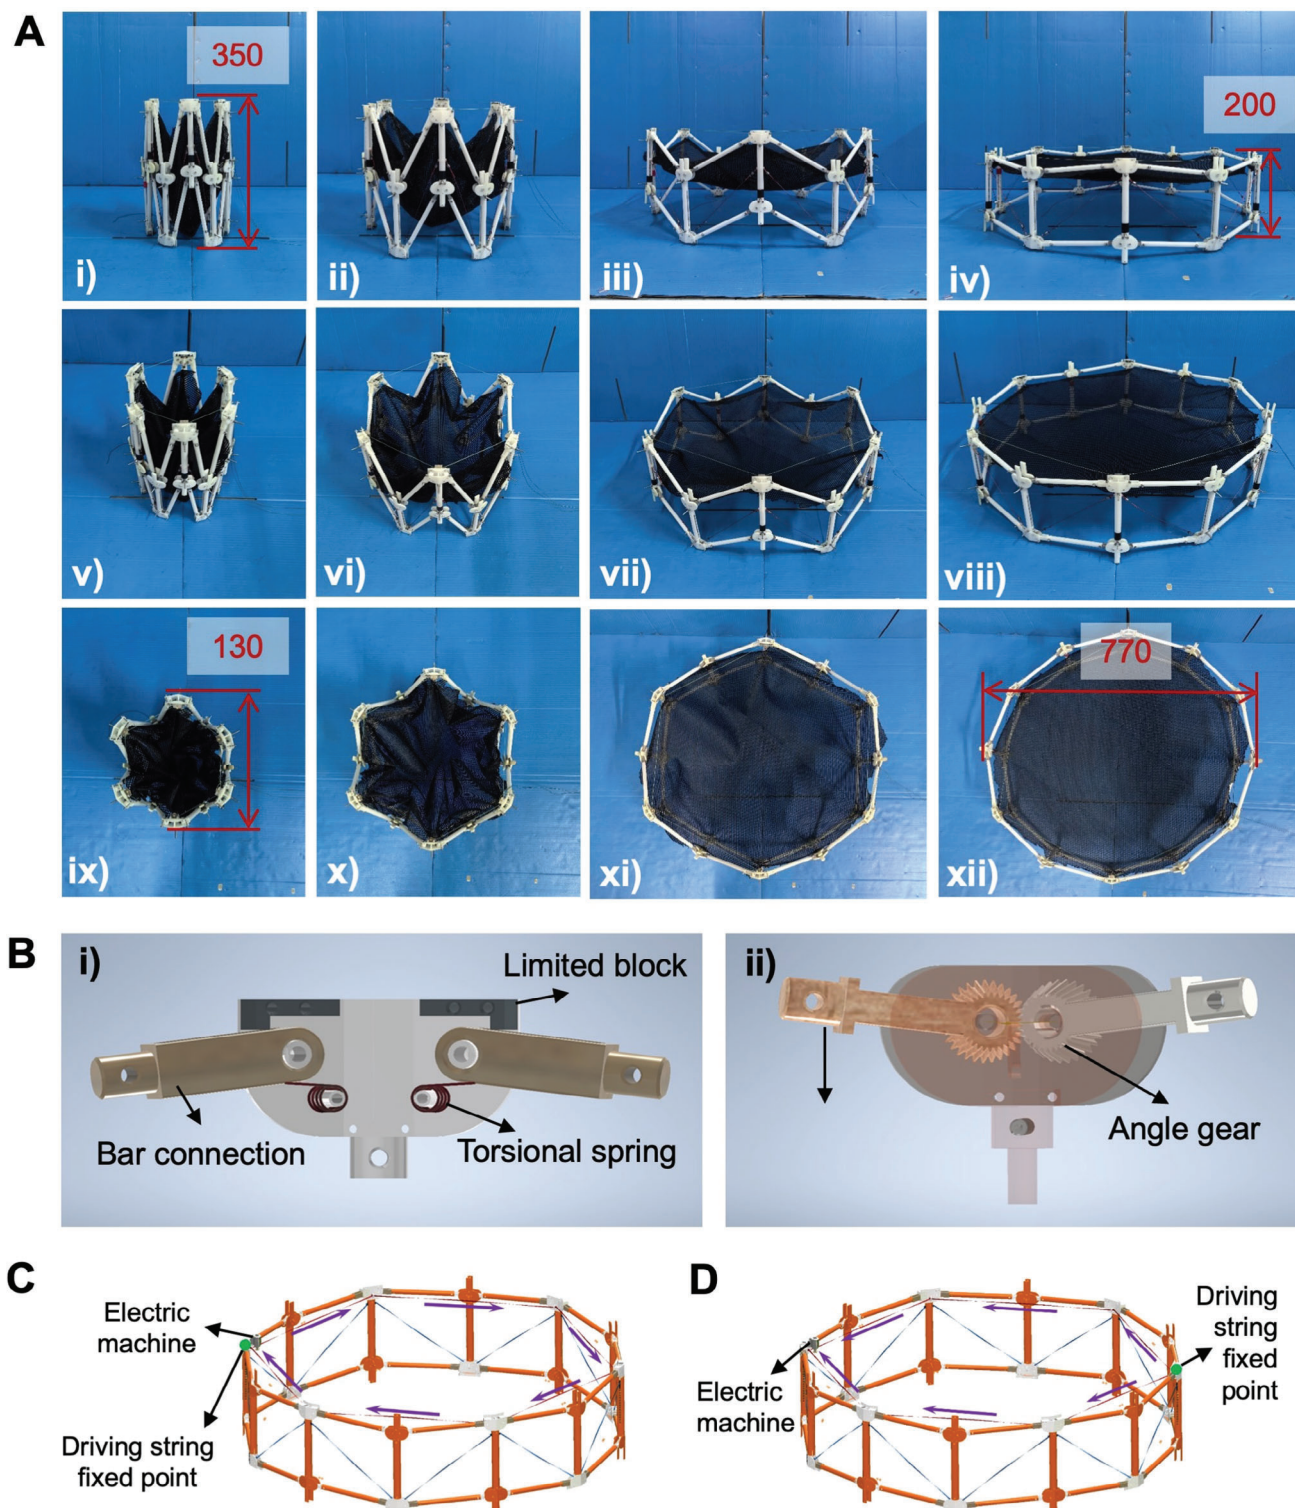 A
350
i)
ii)
iii)
200
iv)
v)
vi)
vii)
viii)
130
ix)
x)
xi)
770
xii)
B
i)
Limited block
Bar connection
Torsional spring
ii)
Angle gear
C
Electric
machine
Driving string
fixed point
D
Electric
machine
Driving
string
fixed
point